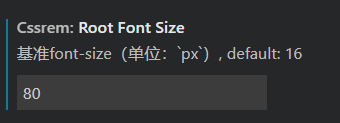 Cssrem: Root Font Size
基准font-size（单位：`px`）, default: 16
80